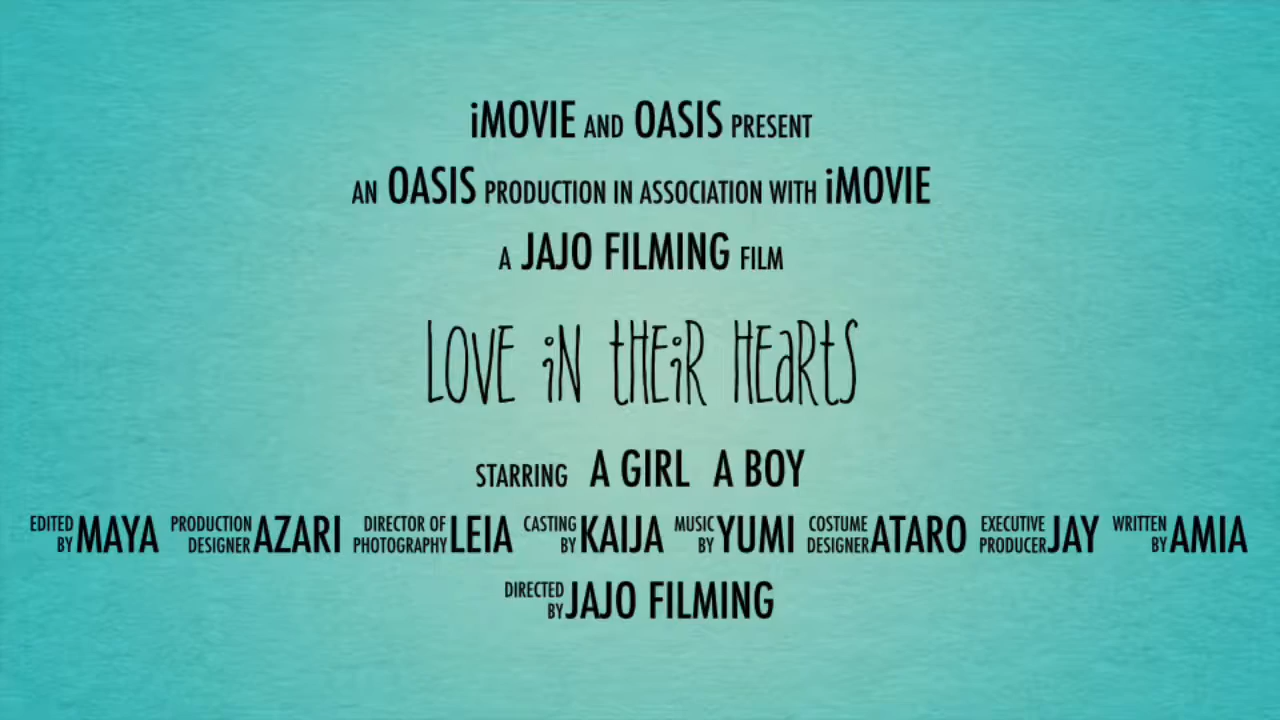 iMOVIE AND OASIS PRESENT
AN OASIS PRODUCTION IN ASSOCIATION WITH iMOVIE
A JAJO FILMING FILM
LOVE iN tHEiR HEaRtS
STARRING A GIRL A BOY
EDITED BY MAYA PRODUCTION DESIGNER AZARI DIRECTOR OF PHOTOGRAPHY LEIA CASTING BY KAIJA MUSIC BY YUMI COSTUME DESIGNER ATARO EXECUTIVE PRODUCER JAY WRITTEN BY AMIA
DIRECTED BY JAJO FILMING